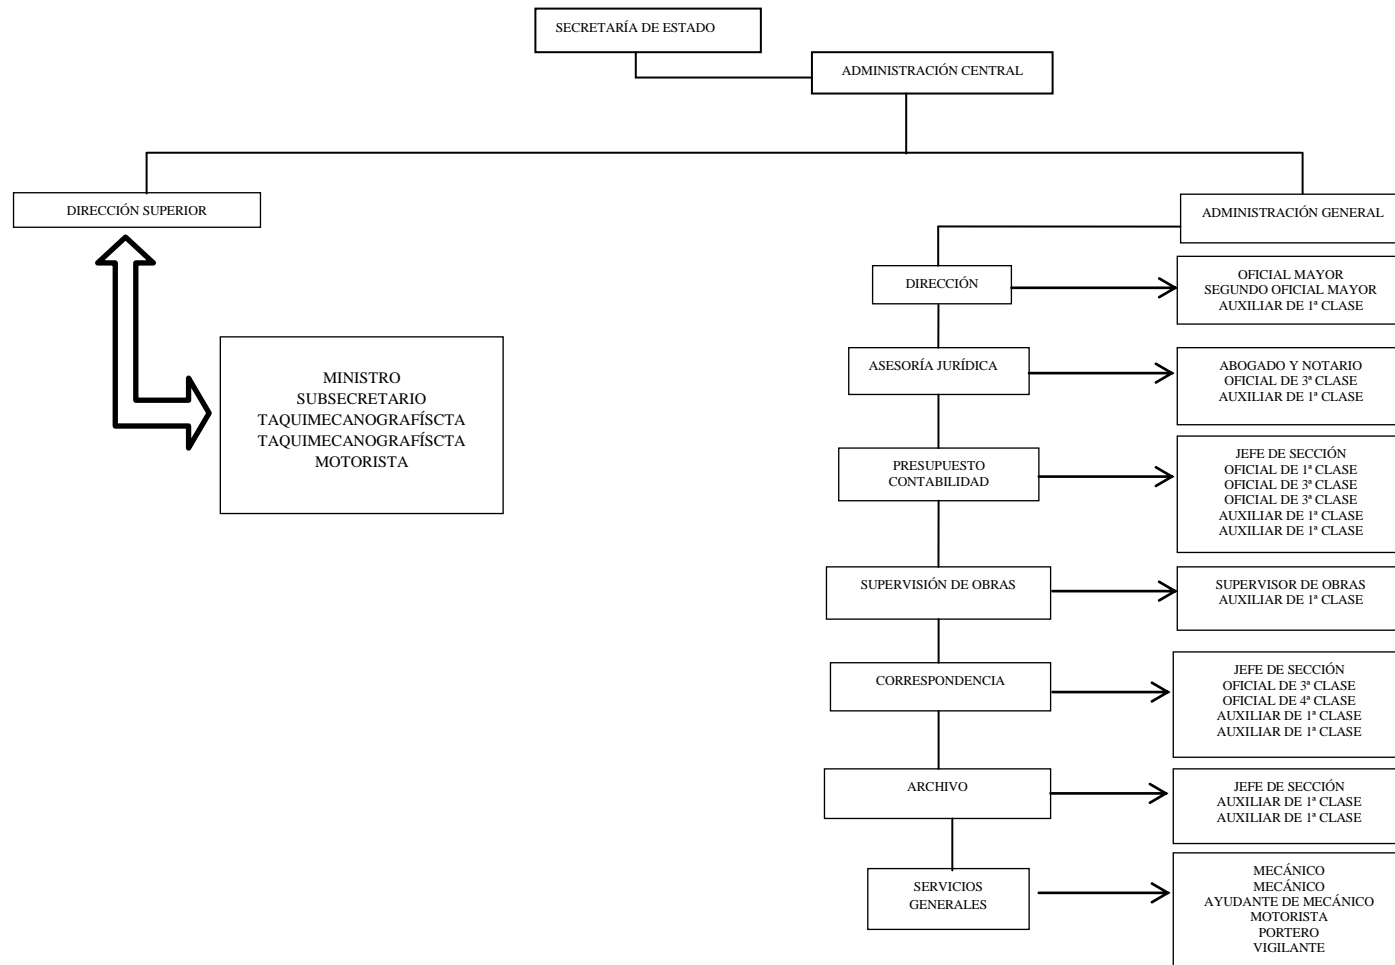 SECRETARÍA DE ESTADO
ADMINISTRACIÓN CENTRAL
DIRECCIÓN SUPERIOR
MINISTRO
SUBSECRETARIO
TAQUIMECANOGRAFÍSCTA
TAQUIMECANOGRAFÍSCTA
MOTORISTA
ADMINISTRACIÓN GENERAL
DIRECCIÓN
OFICIAL MAYOR
SEGUNDO OFICIAL MAYOR
AUXILIAR DE 1ª CLASE
ASESORÍA JURÍDICA
ABOGADO Y NOTARIO
OFICIAL DE 3ª CLASE
AUXILIAR DE 1ª CLASE
PRESUPUESTO
CONTABILIDAD
JEFE DE SECCIÓN
OFICIAL DE 1ª CLASE
OFICIAL DE 3ª CLASE
OFICIAL DE 3ª CLASE
AUXILIAR DE 1ª CLASE
AUXILIAR DE 1ª CLASE
SUPERVISIÓN DE OBRAS
SUPERVISOR DE OBRAS
AUXILIAR DE 1ª CLASE
CORRESPONDENCIA
JEFE DE SECCIÓN
OFICIAL DE 3ª CLASE
OFICIAL DE 4ª CLASE
AUXILIAR DE 1ª CLASE
AUXILIAR DE 1ª CLASE
ARCHIVO
JEFE DE SECCIÓN
AUXILIAR DE 1ª CLASE
AUXILIAR DE 1ª CLASE
SERVICIOS
GENERALES
MECÁNICO
MECÁNICO
AYUDANTE DE MECÁNICO
MOTORISTA
PORTERO
VIGILANTE